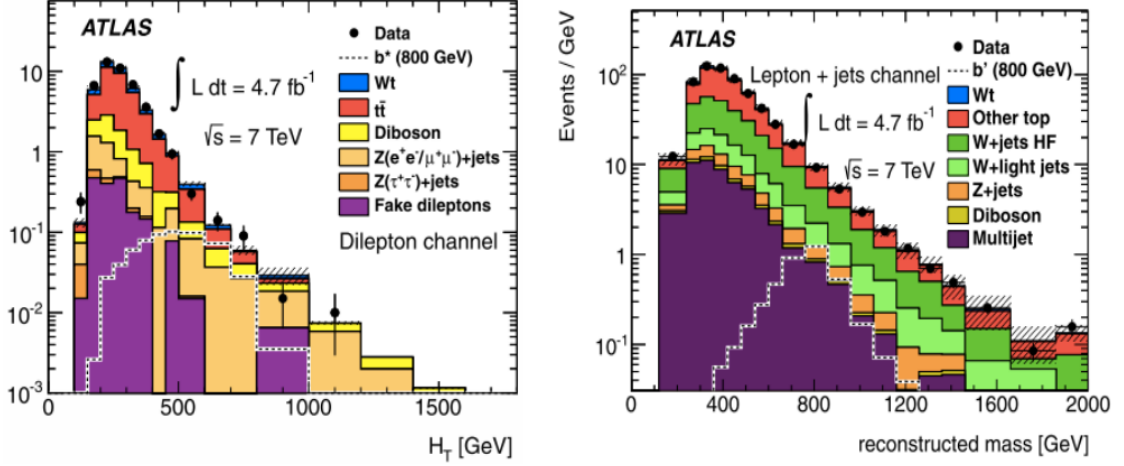 ATLAS
Data
b* (800 GeV)
∫ L dt = 4.7 fb⁻¹
Wt
tt̄
√s = 7 TeV
Diboson
Z(e⁺e⁻/μ⁺μ⁻)+jets
Z(τ⁺τ⁻)+jets
Fake dileptons
Dilepton channel
10
1
10⁻¹
10⁻²
10⁻³
0 500 1000 1500
H_T [GeV]
Events / GeV
ATLAS
Data
Lepton + jets channel
b' (800 GeV)
Wt
∫ L dt = 4.7 fb⁻¹
Other top
W+jets HF
√s = 7 TeV
W+light jets
Z+jets
Diboson
Multijet
10²
10
1
10⁻¹
0 400 800 1200 1600 2000
reconstructed mass [GeV]